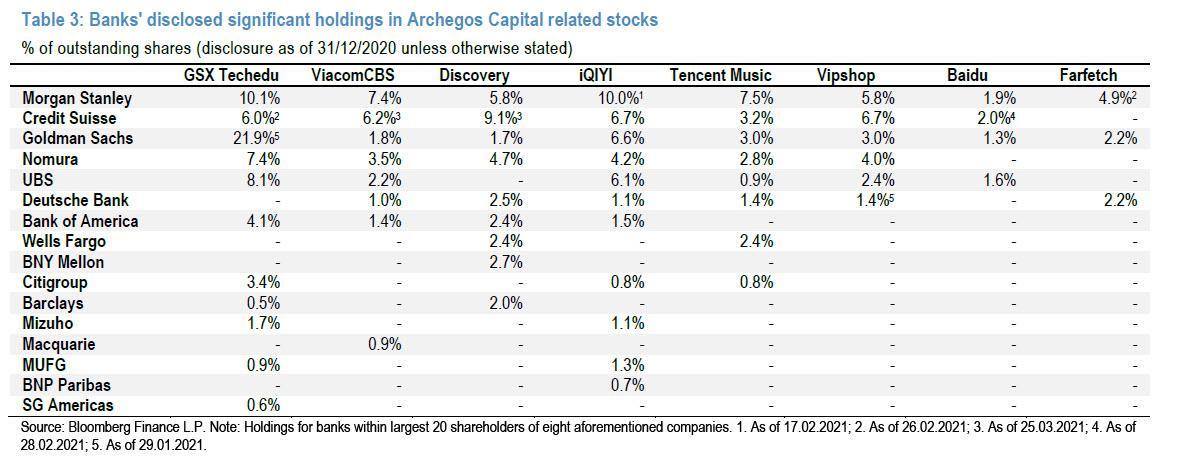 Table 3: Banks' disclosed significant holdings in Archegos Capital related stocks
% of outstanding shares (disclosure as of 31/12/2020 unless otherwise stated)
GSX Techedu ViacomCBS Discovery iQIYI Tencent Music Vipshop Baidu Farfetch
Morgan Stanley 10.1% 7.4% 5.8% 10.0%¹ 7.5% 5.8% 1.9% 4.9%²
Credit Suisse 6.0%² 6.2%³ 9.1%³ 6.7% 3.2% 6.7% 2.0%⁴ -
Goldman Sachs 21.9%⁵ 1.8% 1.7% 6.6% 3.0% 3.0% 1.3% 2.2%
Nomura 7.4% 3.5% 4.7% 4.2% 2.8% 4.0% - -
UBS 8.1% 2.2% - 6.1% 0.9% 2.4% 1.6% -
Deutsche Bank - 1.0% 2.5% 1.1% 1.4% 1.4%⁵ - 2.2%
Bank of America 4.1% 1.4% 2.4% 1.5% - - - -
Wells Fargo - - 2.4% - 2.4% - - -
BNY Mellon - - 2.7% - - - - -
Citigroup 3.4% - - 0.8% 0.8% - - -
Barclays 0.5% - 2.0% - - - - -
Mizuho 1.7% - - 1.1% - - - -
Macquarie - 0.9% - - - - - -
MUFG 0.9% - - 1.3% - - - -
BNP Paribas - - - 0.7% - - - -
SG Americas 0.6% - - - - - - -
Source: Bloomberg Finance L.P. Note: Holdings for banks within largest 20 shareholders of eight aforementioned companies. 1. As of 17.02.2021; 2. As of 26.02.2021; 3. As of 25.03.2021; 4. As of
28.02.2021; 5. As of 29.01.2021.